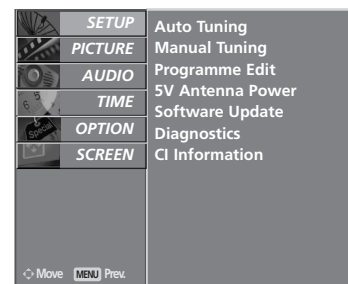 SETUP
PICTURE
AUDIO
TIME
OPTION
SCREEN
Move MENU Prev.
Auto Tuning
Manual Tuning
Programme Edit
5V Antenna Power
Software Update
Diagnostics
CI Information